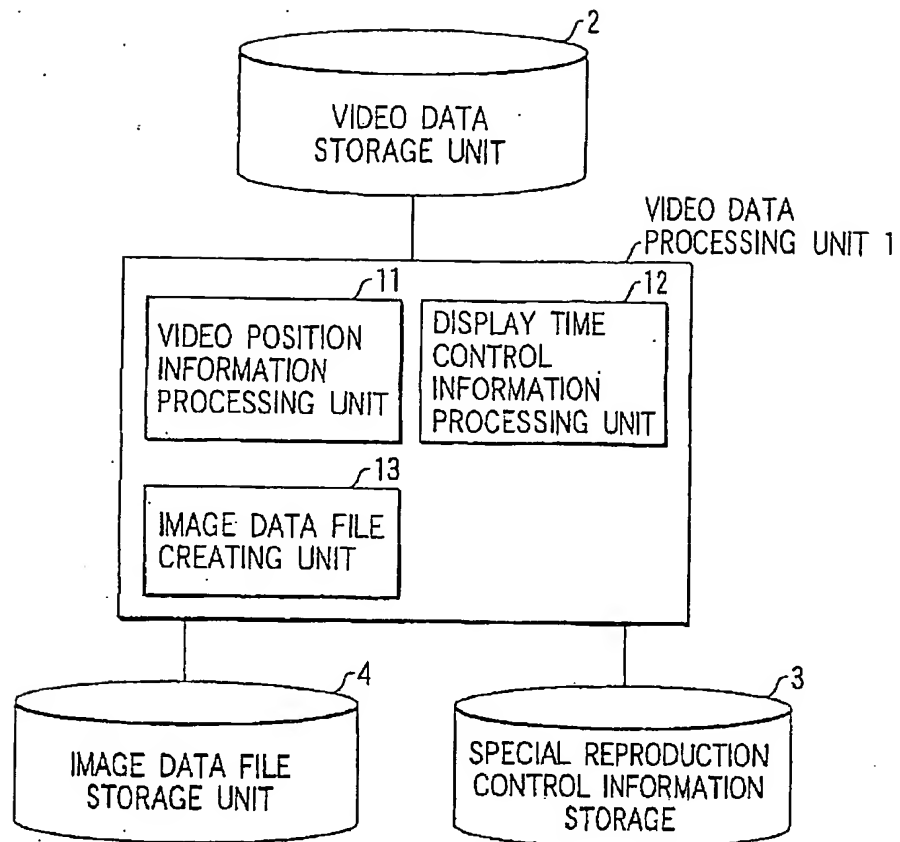 2
VIDEO DATA
STORAGE UNIT
VIDEO DATA
PROCESSING UNIT 1
11
VIDEO POSITION
INFORMATION
PROCESSING UNIT
12
DISPLAY TIME
CONTROL
INFORMATION
PROCESSING UNIT
13
IMAGE DATA FILE
CREATING UNIT
4
IMAGE DATA FILE
STORAGE UNIT
3
SPECIAL REPRODUCTION
CONTROL INFORMATION
STORAGE